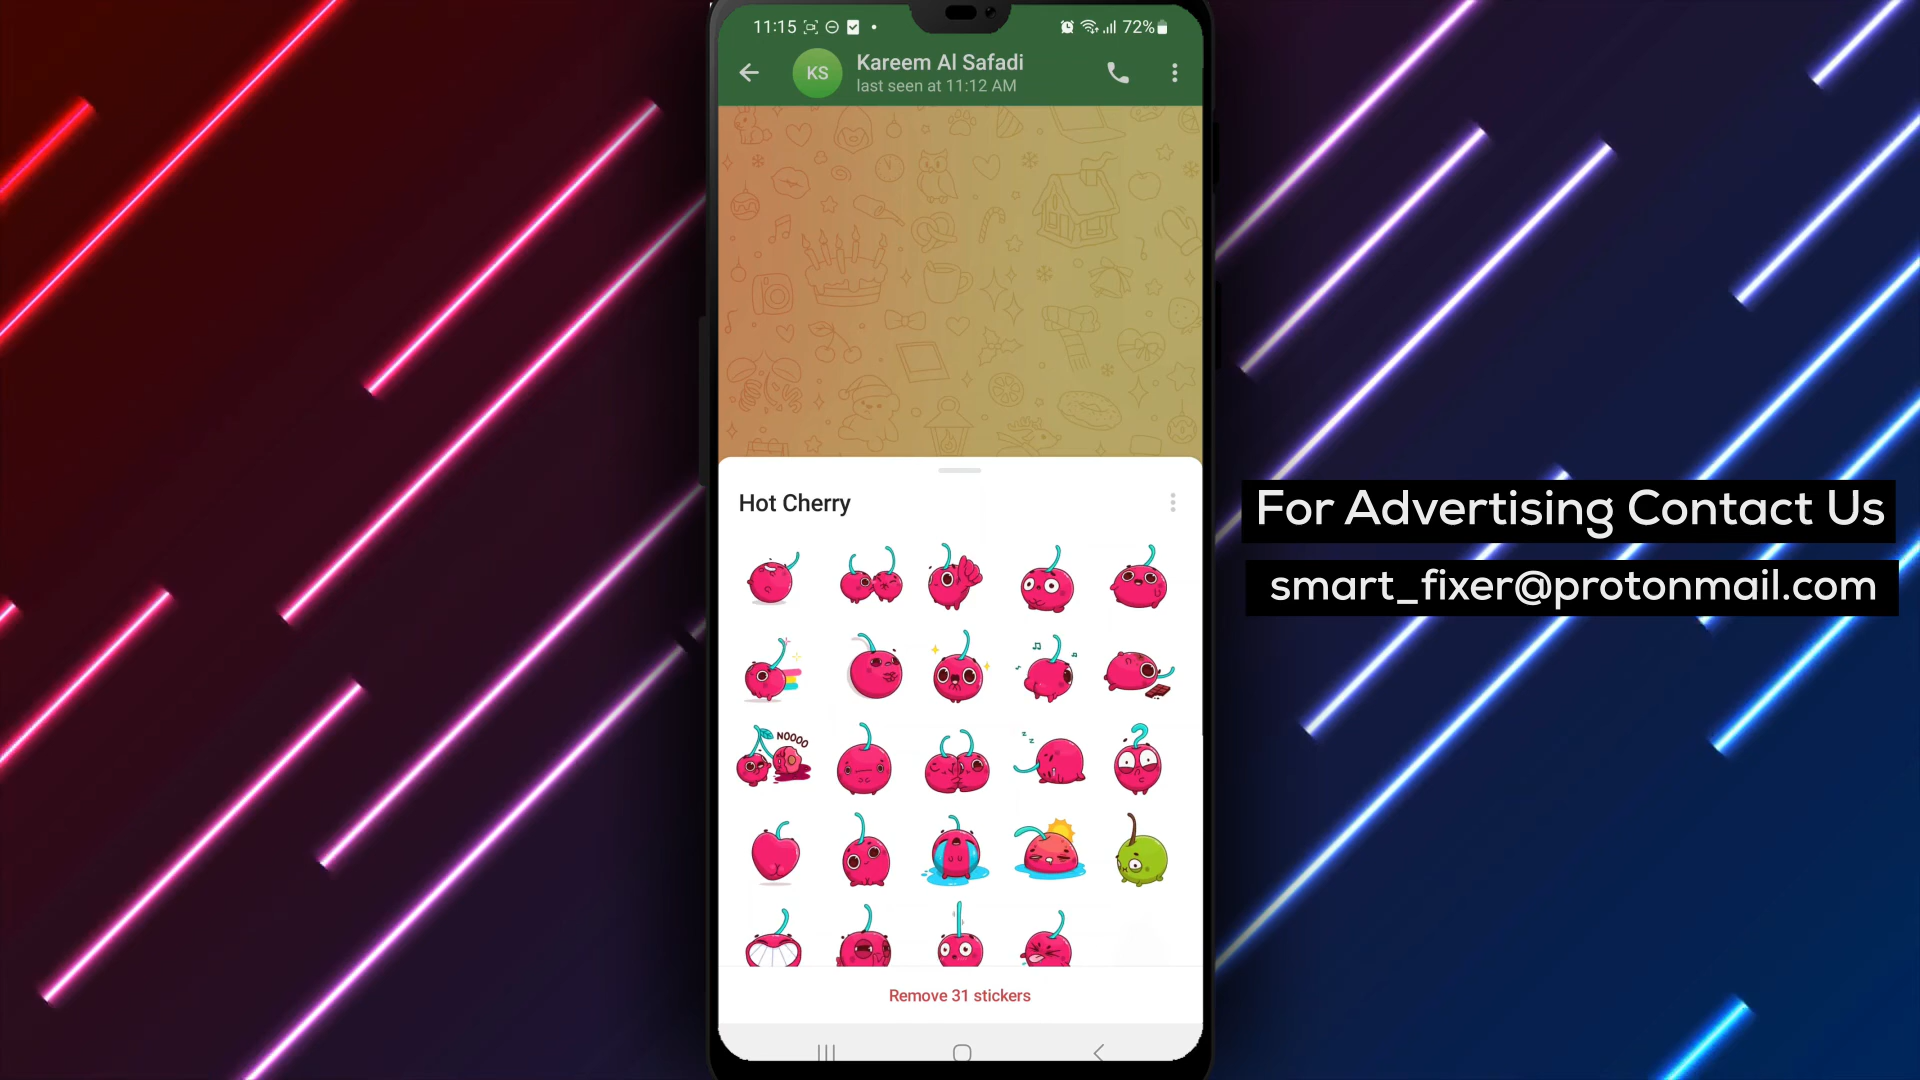 11:15
72%
KS
Kareem Al Safadi
last seen at 11:12 AM
Hot Cherry
NOOOO
Remove 31 stickers
For Advertising Contact Us
smart_fixer@protonmail.com